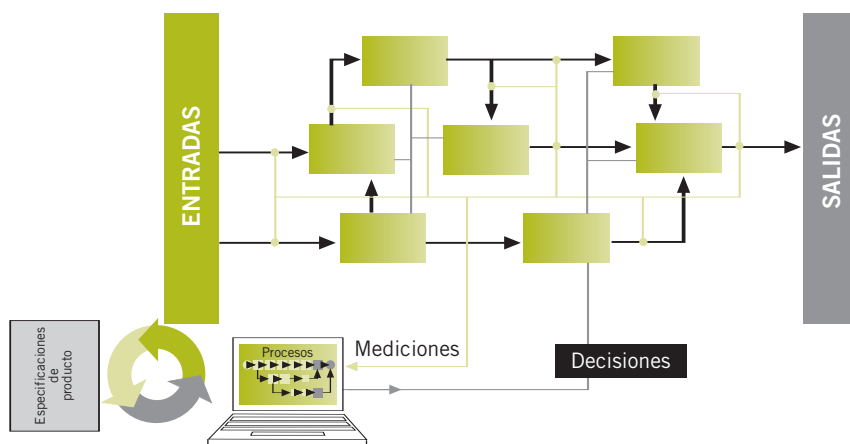 ENTRADAS
SALIDAS
Especificaciones
de
producto
Procesos
Mediciones
Decisiones